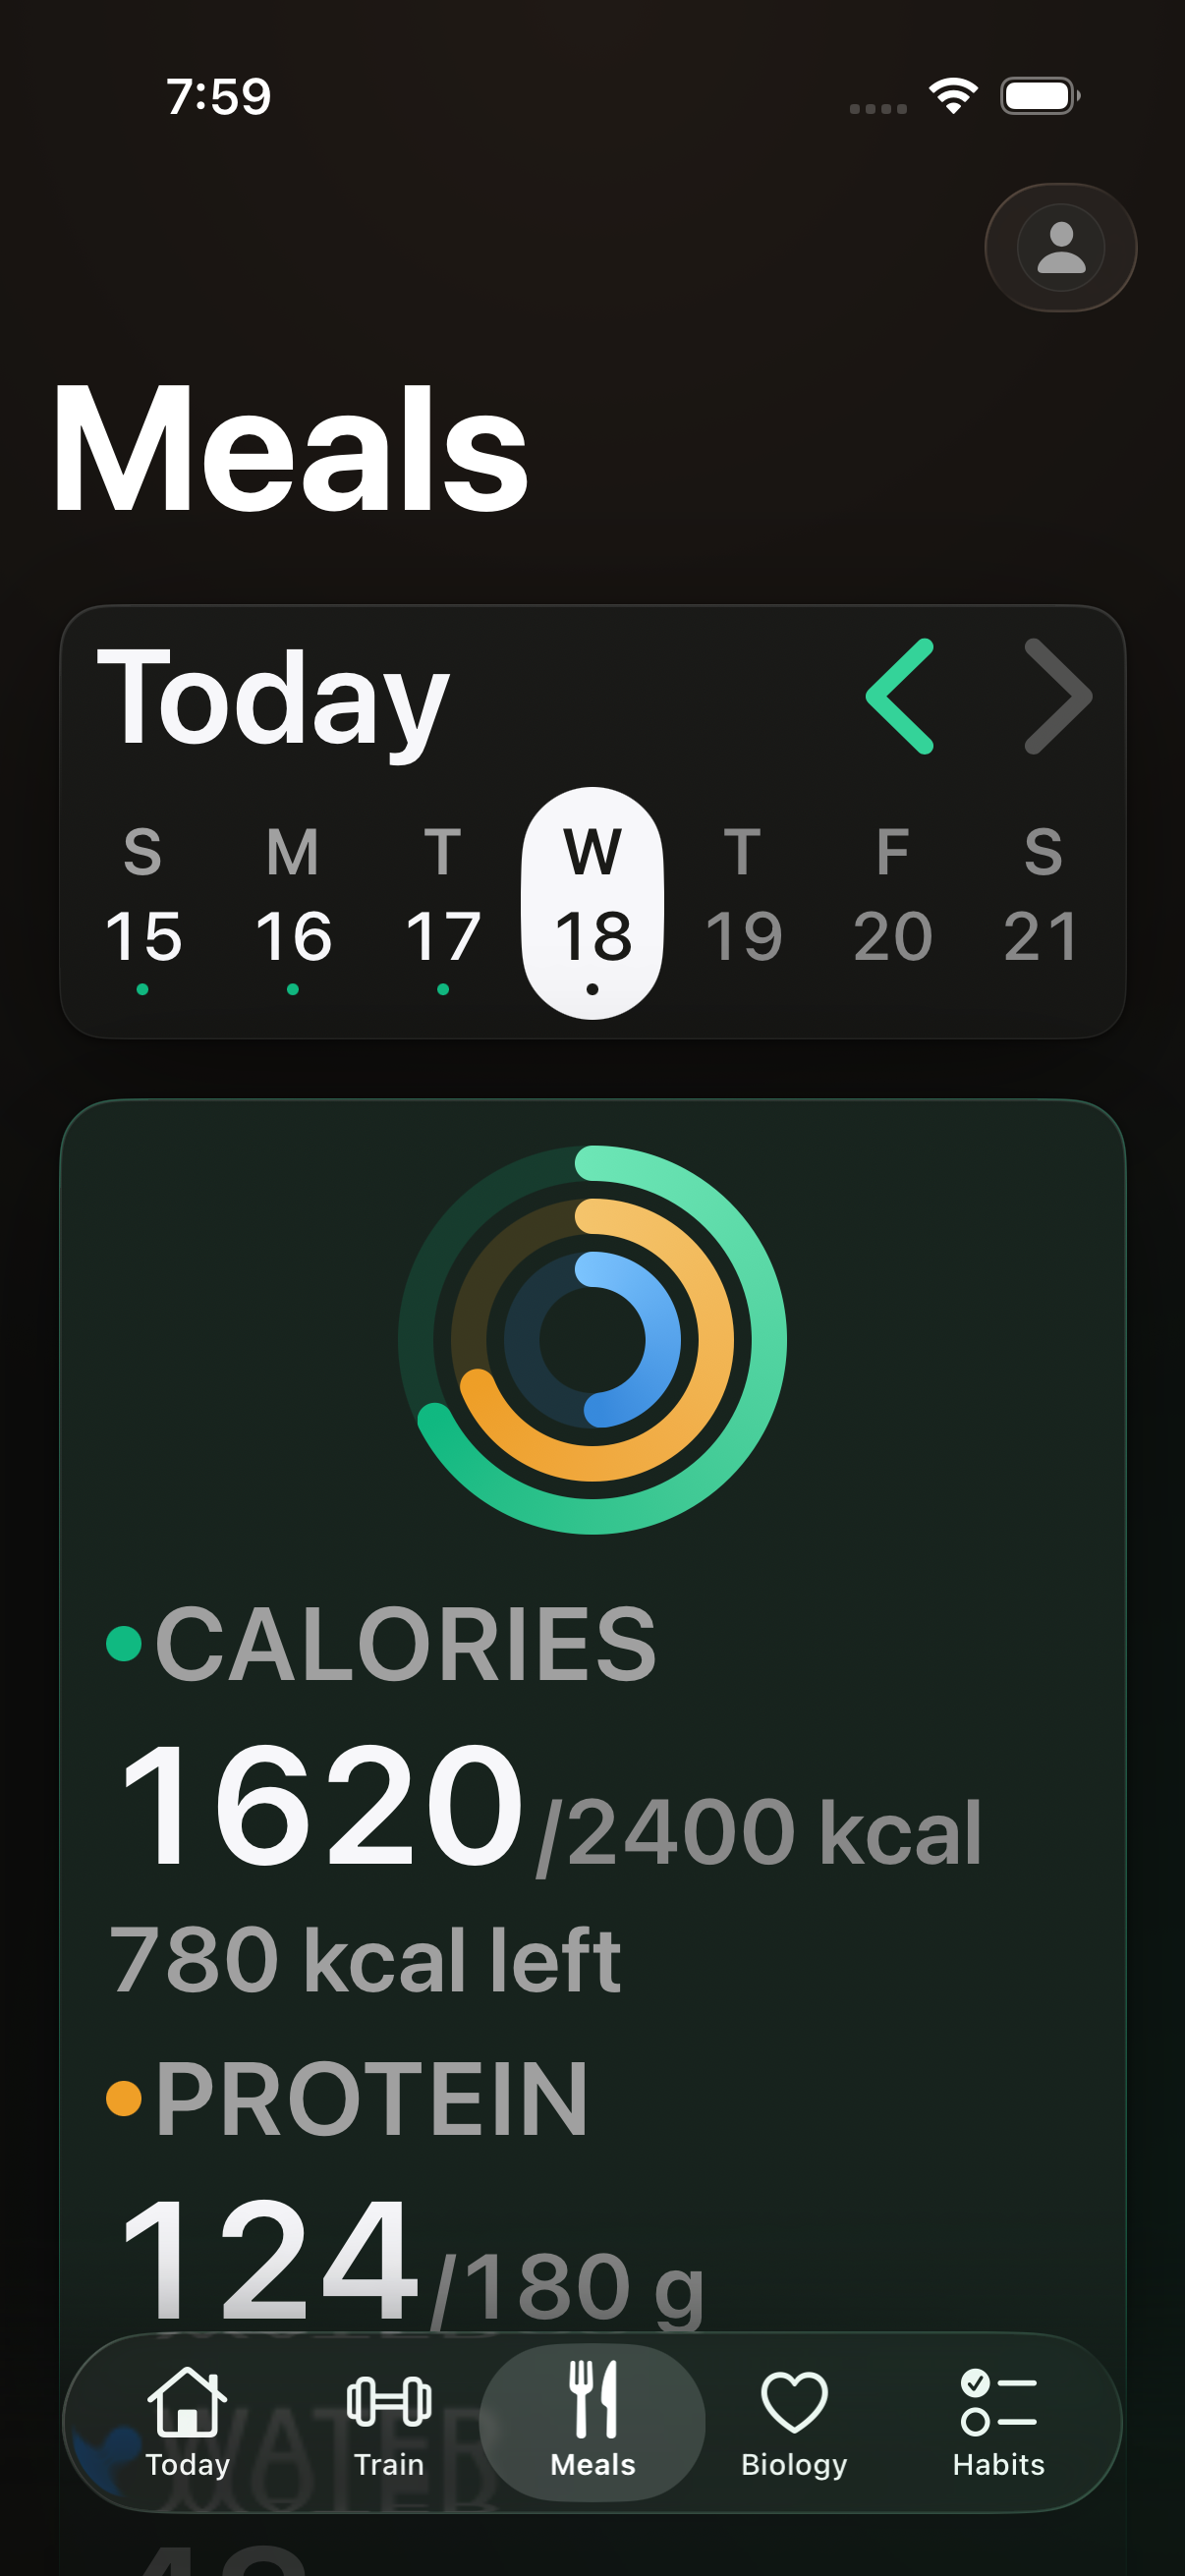 7:59
Meals
Today
S M T W T F S
15 16 17 18 19 20 21
CALORIES
1620/2400 kcal
780 kcal left
PROTEIN
124/180 g
WATER
Today Train Meals Biology Habits